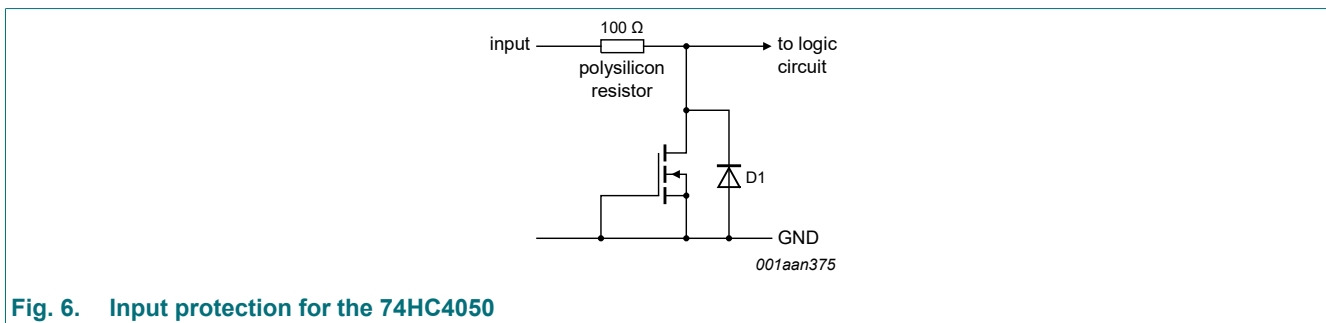 100 Ω
input
to logic
circuit
polysilicon
resistor
D1
GND
001aan375
Fig. 6. Input protection for the 74HC4050